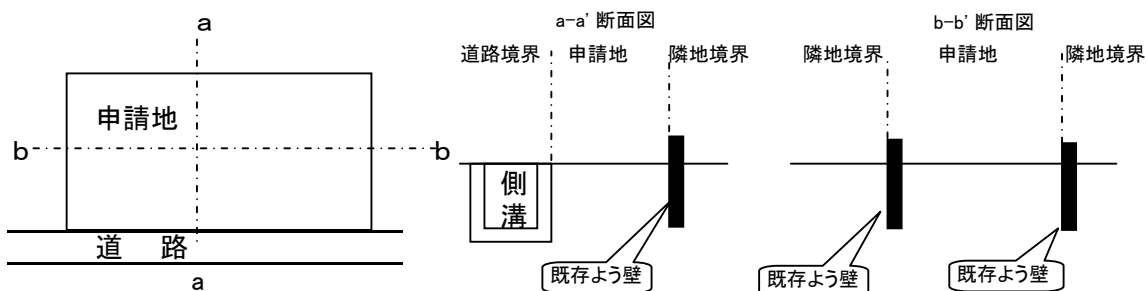 a
申請地
b
b
道 路
a
a-a' 断面図
道路境界 申請地 隣地境界
側溝
既存よう壁
b-b' 断面図
隣地境界 申請地 隣地境界
既存よう壁
既存よう壁